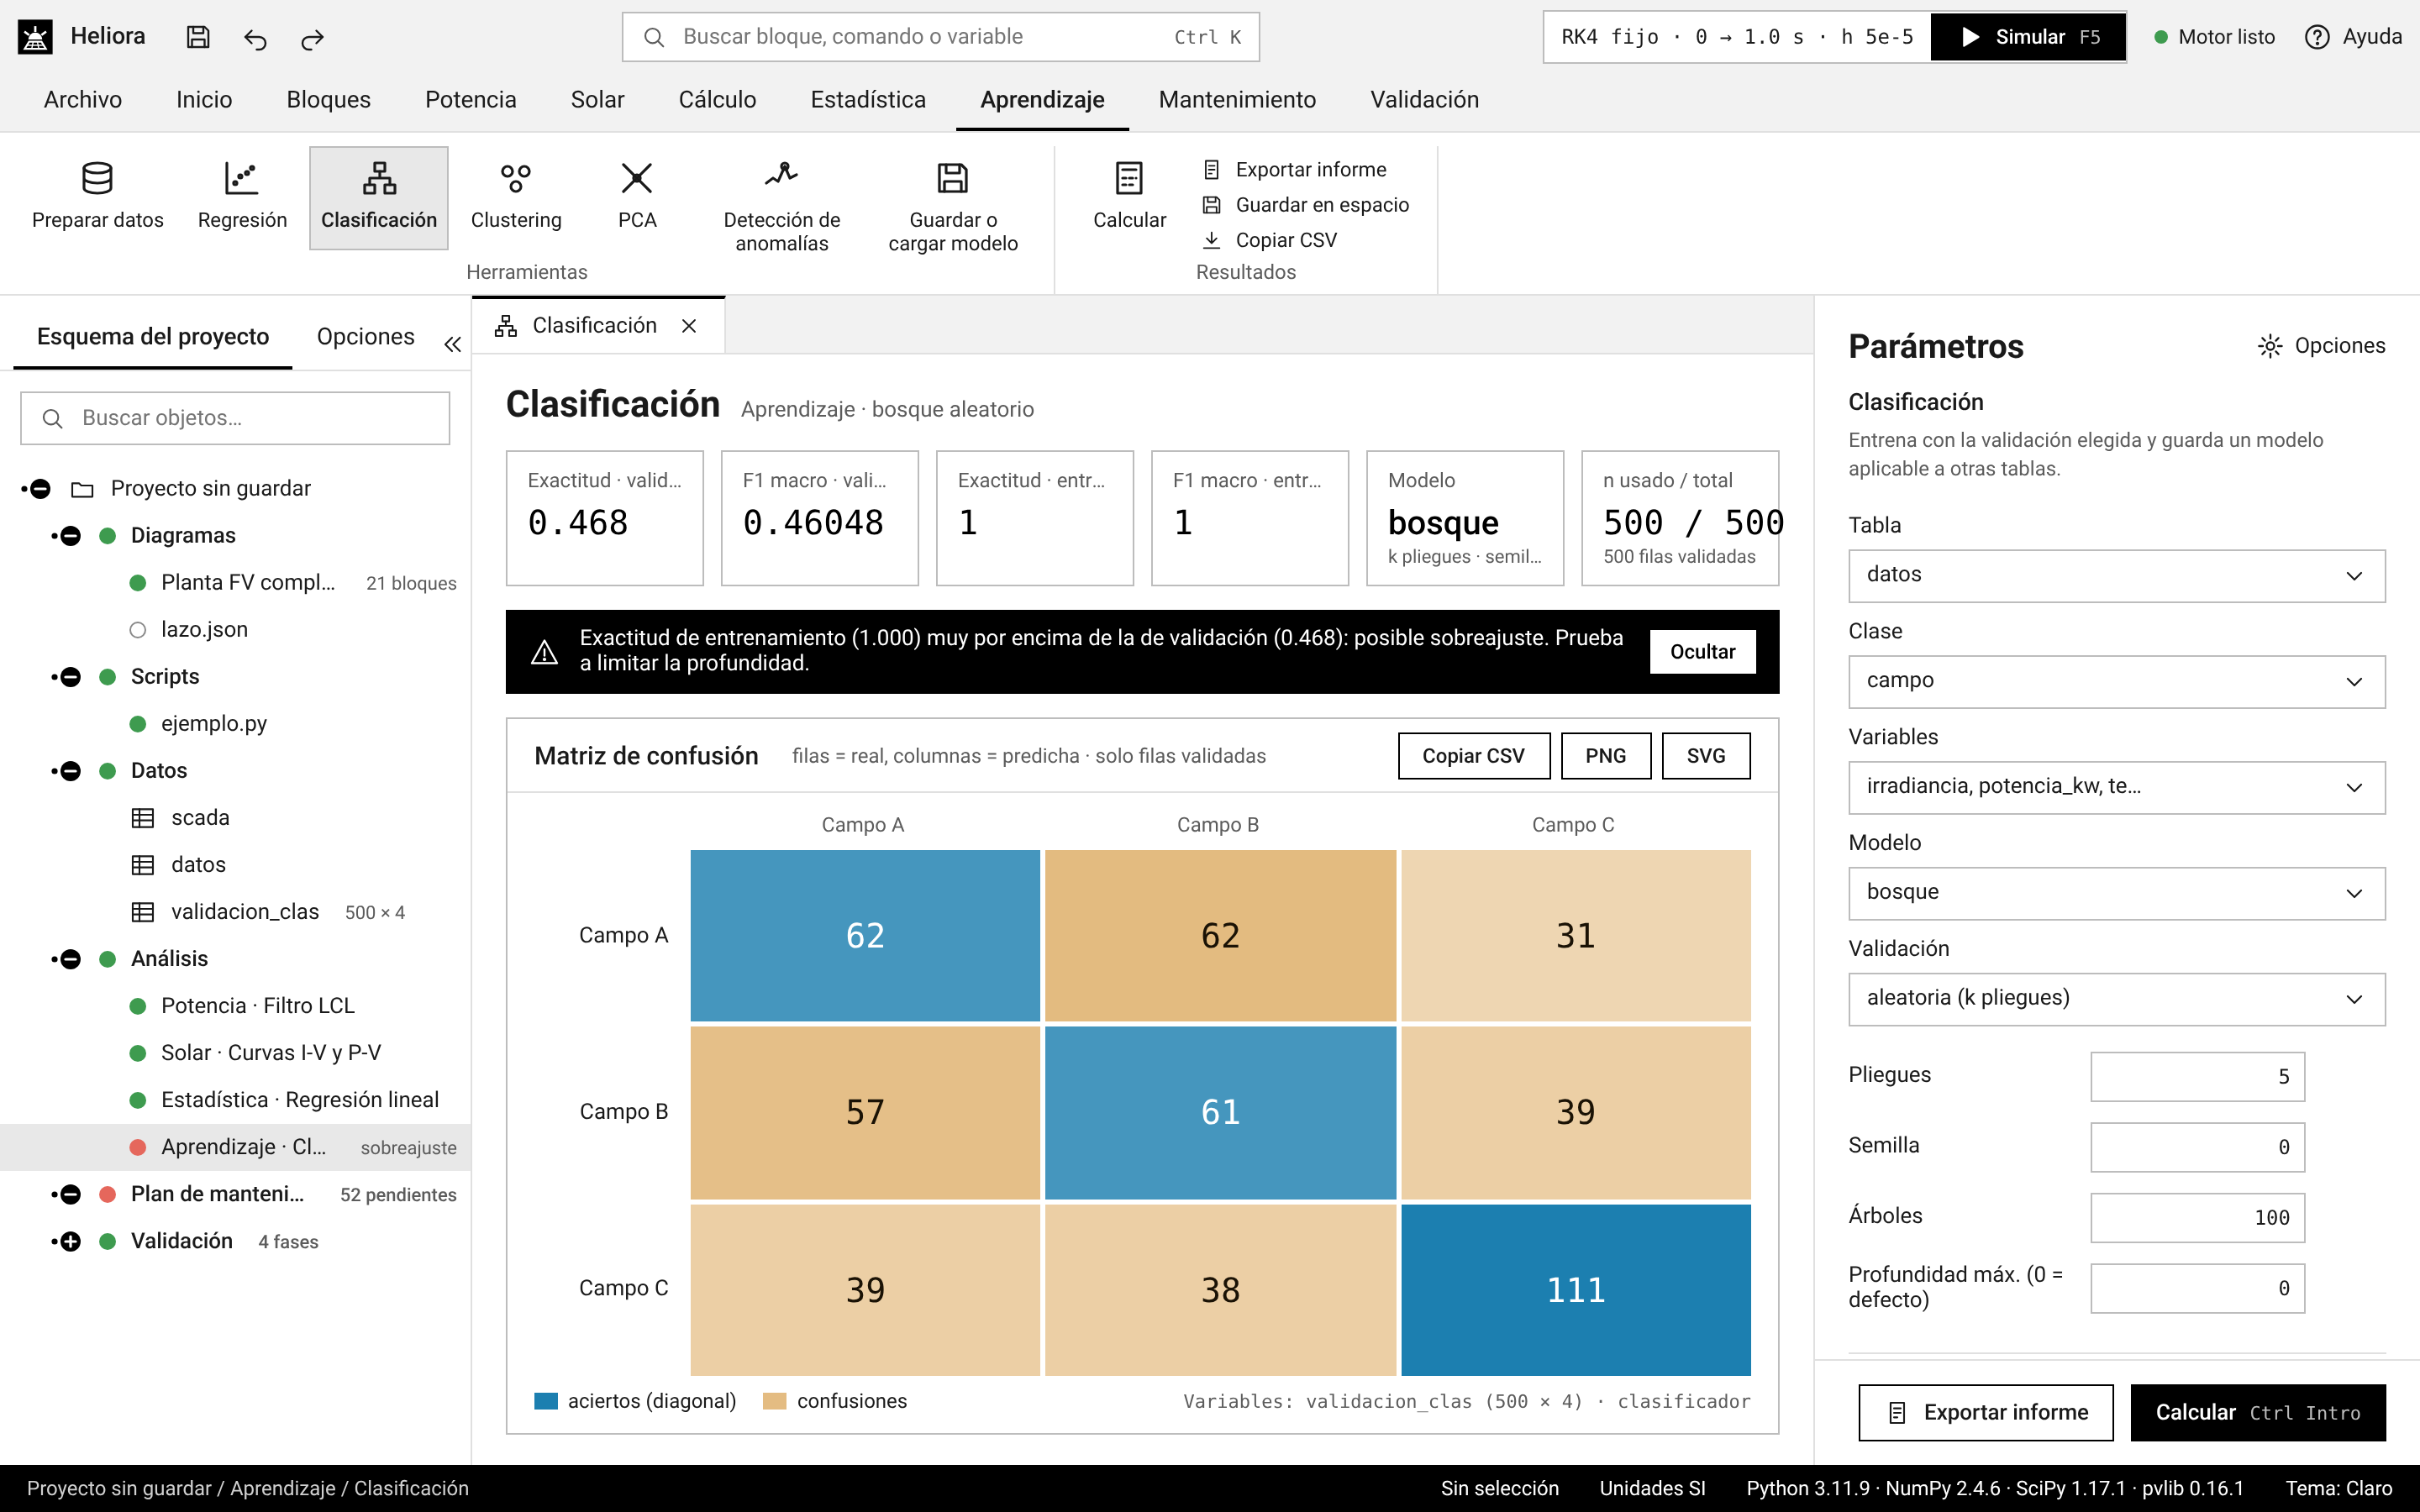 Heliora
Buscar bloque, comando o variable
Ctrl K
RK4 fijo · 0 → 1.0 s · h 5e-5
Simular F5
Motor listo
Ayuda
Archivo
Inicio
Bloques
Potencia
Solar
Cálculo
Estadística
Aprendizaje
Mantenimiento
Validación
Preparar datos
Regresión
Clasificación
Clustering
PCA
Detección de
anomalías
Guardar o
cargar modelo
Herramientas
Calcular
Exportar informe
Guardar en espacio
Copiar CSV
Resultados
Esquema del proyecto
Opciones
Buscar objetos...
Proyecto sin guardar
Diagramas
Planta FV compl... 21 bloques
lazo.json
Scripts
ejemplo.py
Datos
scada
datos
validacion_clas 500 × 4
Análisis
Potencia · Filtro LCL
Solar · Curvas I-V y P-V
Estadística · Regresión lineal
Aprendizaje · Cl... sobreajuste
Plan de manteni... 52 pendientes
Validación 4 fases
Clasificación
Clasificación Aprendizaje · bosque aleatorio
Exactitud · valid...
0.468
F1 macro · vali...
0.46048
Exactitud · entr...
1
F1 macro · entr...
1
Modelo
bosque
k pliegues · semil...
n usado / total
500 / 500
500 filas validadas
Exactitud de entrenamiento (1.000) muy por encima de la de validación (0.468): posible sobreajuste. Prueba
a limitar la profundidad.
Ocultar
Matriz de confusión filas = real, columnas = predicha · solo filas validadas
Copiar CSV
PNG
SVG
Campo A Campo B Campo C
Campo A 62 62 31
Campo B 57 61 39
Campo C 39 38 111
aciertos (diagonal) confusiones
Variables: validacion_clas (500 × 4) · clasificador
Parámetros
Opciones
Clasificación
Entrena con la validación elegida y guarda un modelo
aplicable a otras tablas.
Tabla
datos
Clase
campo
Variables
irradiancia, potencia_kw, te...
Modelo
bosque
Validación
aleatoria (k pliegues)
Pliegues 5
Semilla 0
Árboles 100
Profundidad máx. (0 =
defecto)
0
Exportar informe
Calcular Ctrl Intro
Proyecto sin guardar / Aprendizaje / Clasificación
Sin selección
Unidades SI
Python 3.11.9 · NumPy 2.4.6 · SciPy 1.17.1 · pvlib 0.16.1
Tema: Claro